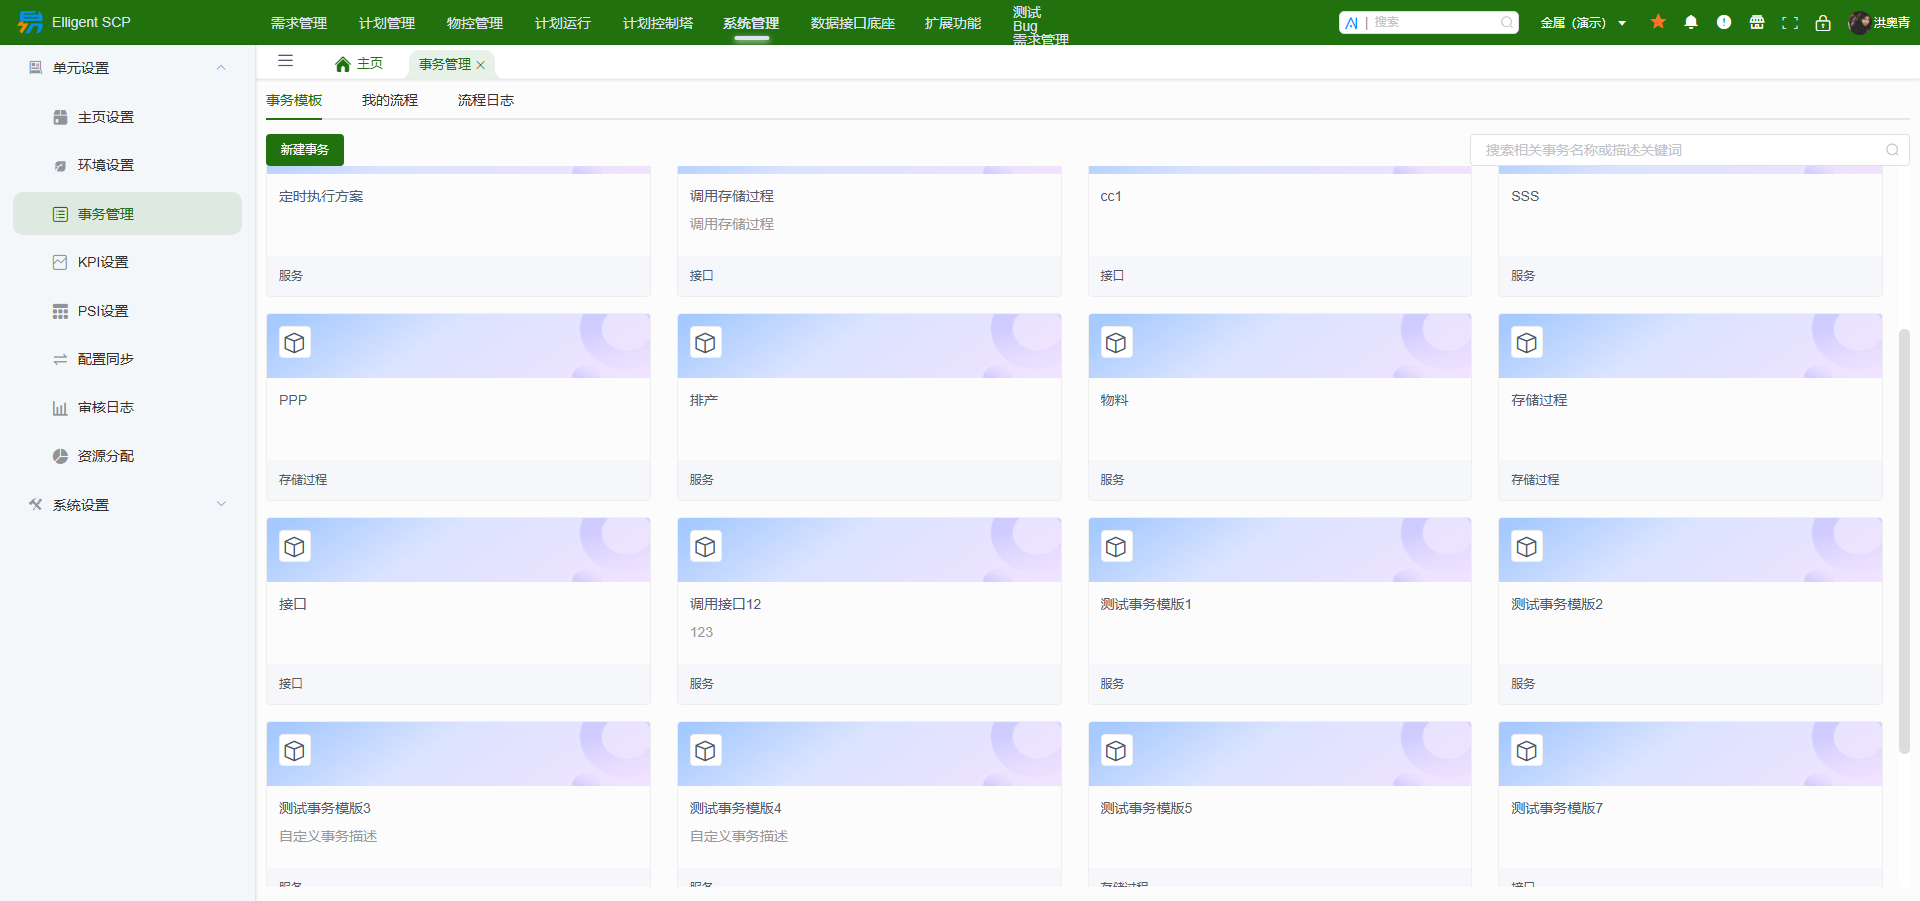 Elligent SCP
需求管理
计划管理
物控管理
计划运行
计划控制塔
系统管理
数据接口底座
扩展功能
测试
Bug
需求管理
AI | 搜索
金属（演示）
洪奥青
单元设置
主页设置
环境设置
事务管理
KPI设置
PSI设置
配置同步
审核日志
资源分配
系统设置
主页
事务管理
事务模板
我的流程
流程日志
新建事务
搜索相关事务名称或描述关键词
定时执行方案
服务
调用存储过程
调用存储过程
接口
cc1
接口
SSS
服务
PPP
存储过程
排产
服务
物料
服务
存储过程
存储过程
接口
接口
调用接口12
123
服务
测试事务模版1
服务
测试事务模版2
服务
测试事务模版3
自定义事务描述
服务
测试事务模版4
自定义事务描述
服务
测试事务模版5
存储过程
测试事务模版7
接口